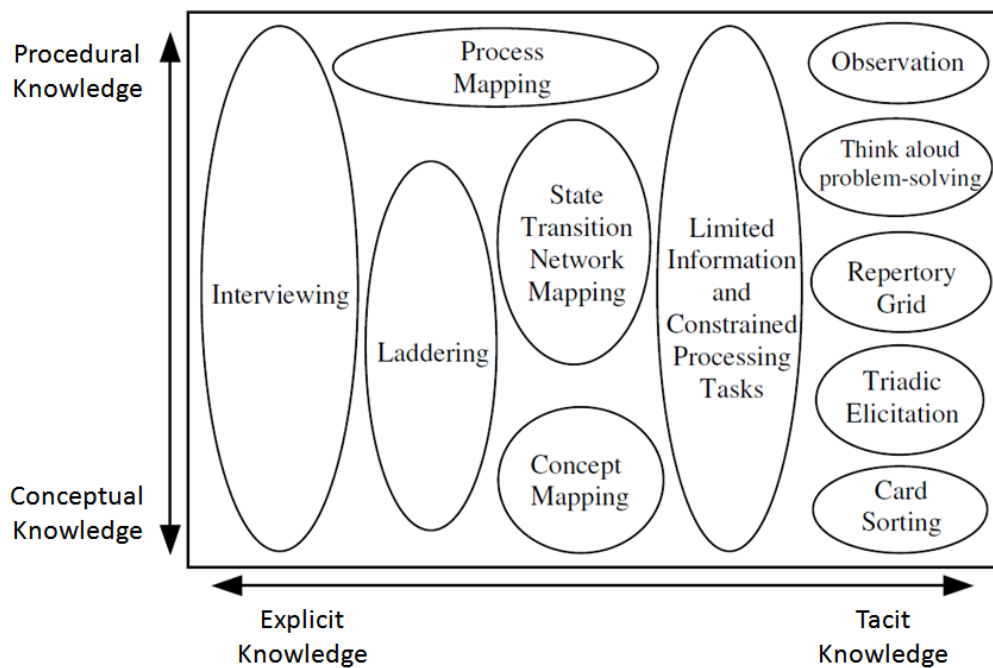 Procedural
Knowledge
Process
Mapping
Observation
Think aloud
problem-solving
State
Transition
Network
Mapping
Limited
Information
and
Constrained
Processing
Tasks
Interviewing
Repertory
Grid
Laddering
Triadic
Elicitation
Concept
Mapping
Card
Sorting
Conceptual
Knowledge
Explicit
Knowledge
Tacit
Knowledge